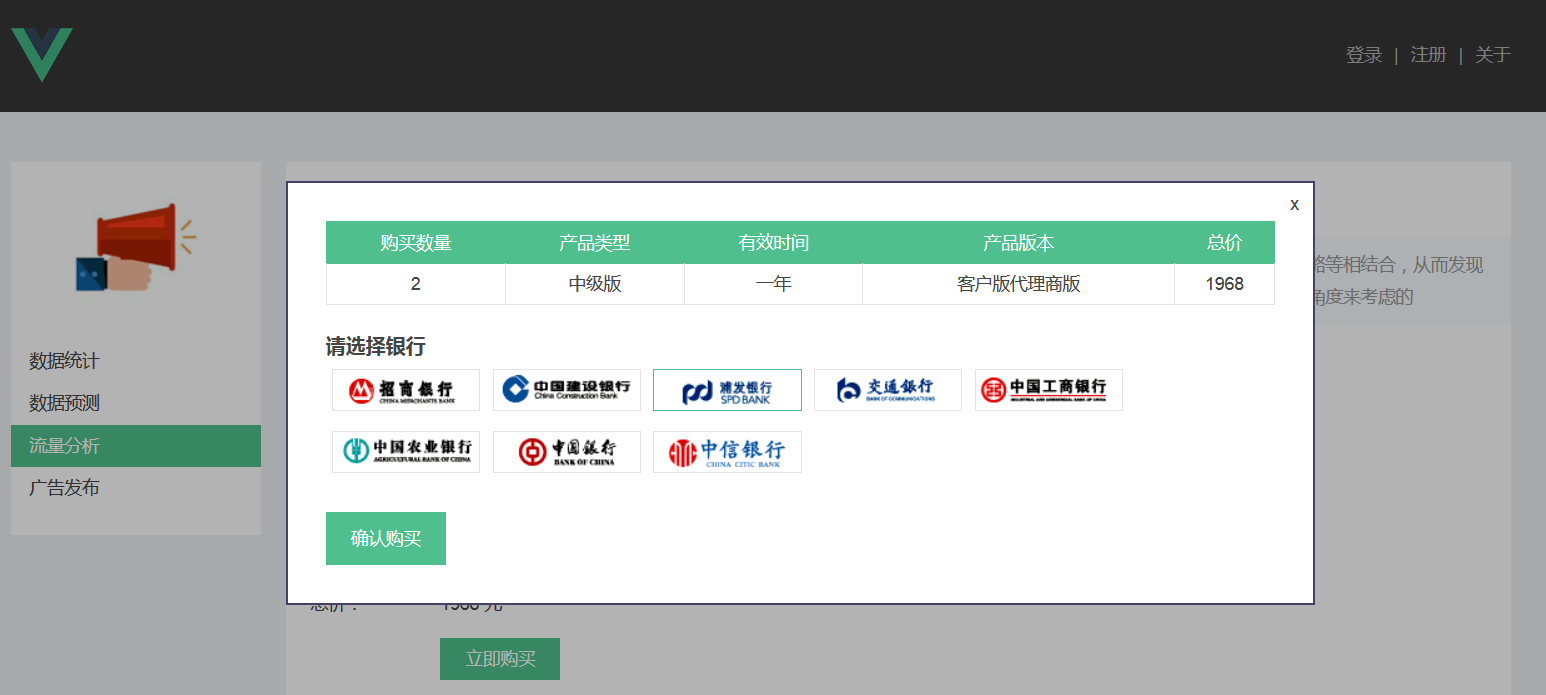 登录 | 注册 | 关于
x
购买数量 产品类型 有效时间 产品版本 总价
2 中级版 一年 客户版代理商版 1968
略等相结合，从而发现
角度来考虑的
请选择银行
招商银行
CHINA MERCHANTS BANK
中国建设银行
China Construction Bank
浦发银行
SPD BANK
交通银行
BANK OF COMMUNICATIONS
中国工商银行
INDUSTRIAL AND COMMERCIAL BANK OF CHINA
中国农业银行
AGRICULTURAL BANK OF CHINA
中国银行
BANK OF CHINA
中信银行
CHINA CITIC BANK
确认购买
数据统计
数据预测
流量分析
广告发布
总价： 1968 元
立即购买